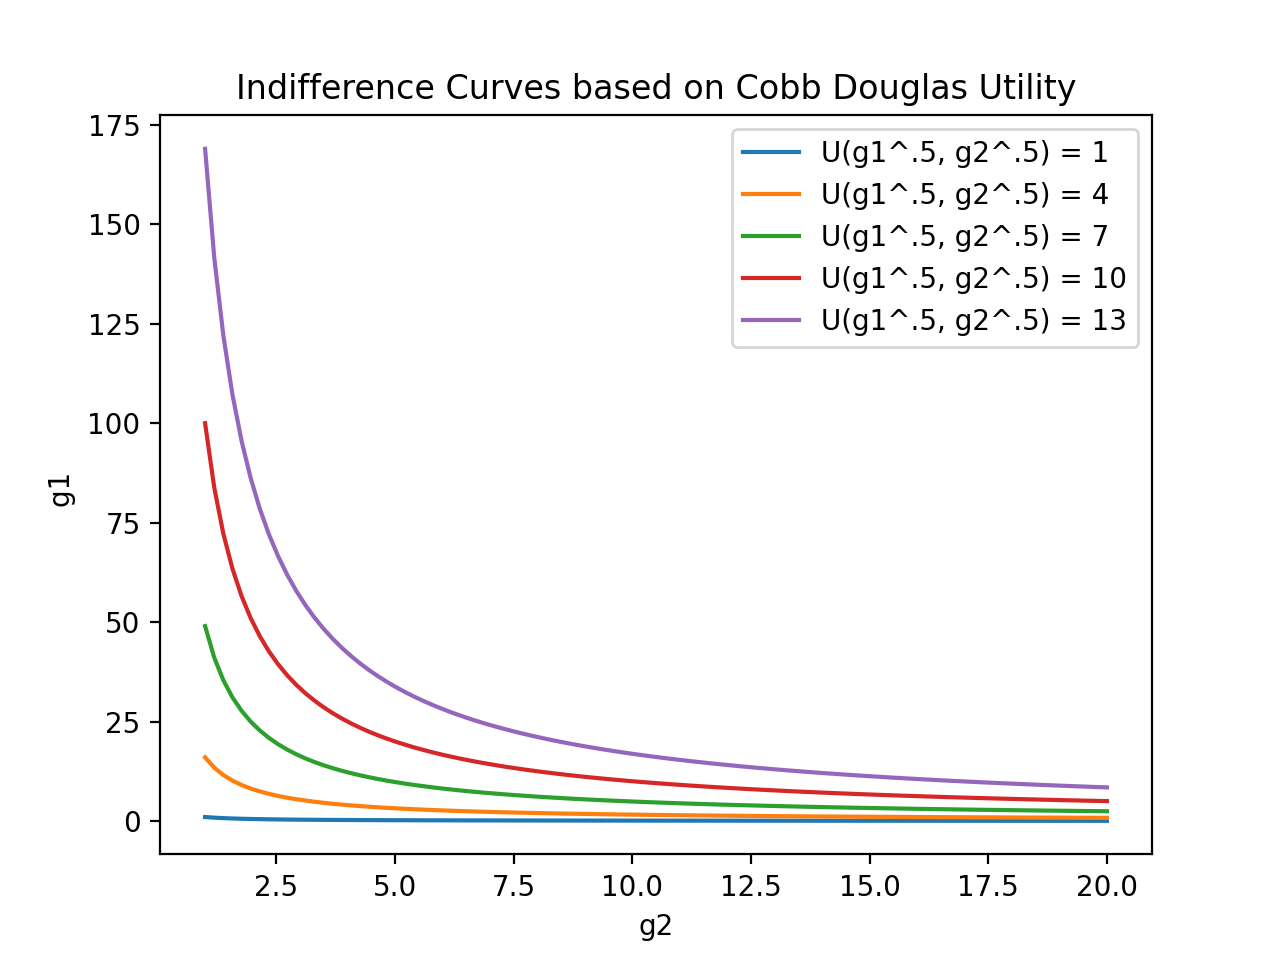 Indifference Curves based on Cobb Douglas Utility
175
150
125
100
75
50
25
0
g1
U(g1^.5, g2^.5) = 1
U(g1^.5, g2^.5) = 4
U(g1^.5, g2^.5) = 7
U(g1^.5, g2^.5) = 10
U(g1^.5, g2^.5) = 13
2.5 5.0 7.5 10.0 12.5 15.0 17.5 20.0
g2